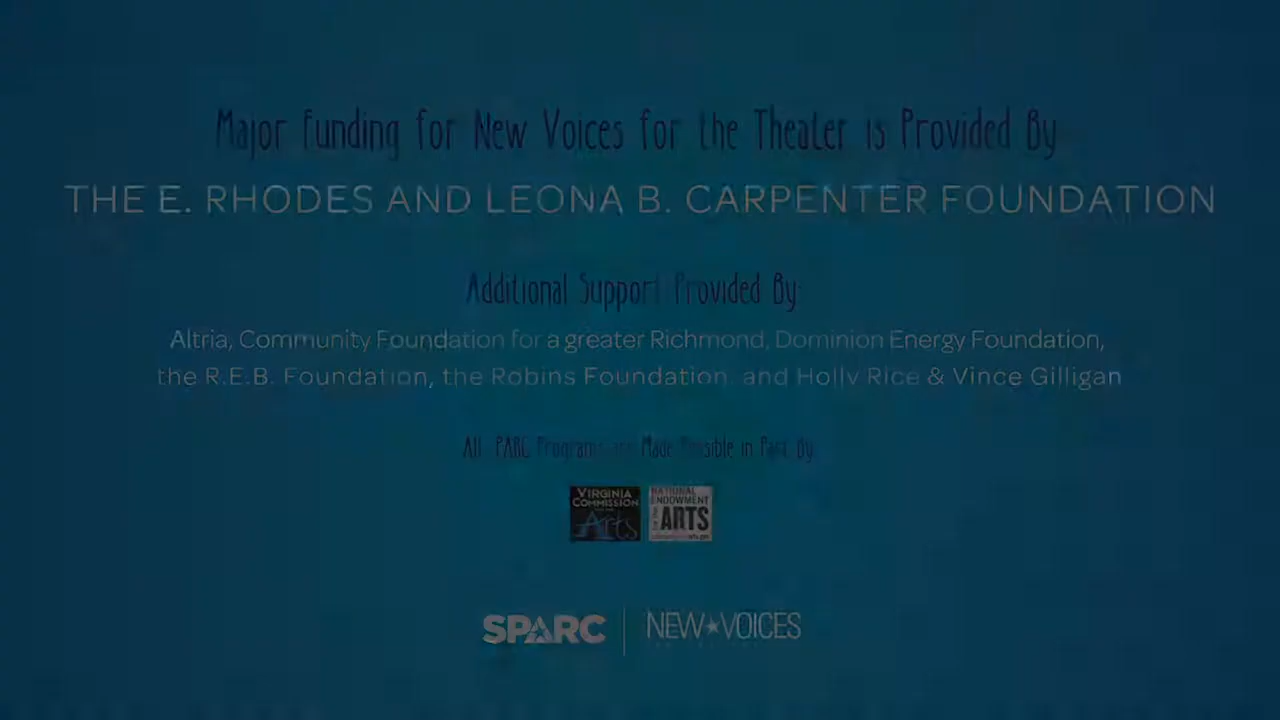 Major Funding for New Voices for the Theater is Provided By
THE E. RHODES AND LEONA B. CARPENTER FOUNDATION
Additional Support Provided By:
Altria, Community Foundation for a greater Richmond, Dominion Energy Foundation,
the R.E.B. Foundation, the Robins Foundation, and Holly Rice & Vince Gilligan
All SPARC Programs are Made Possible in Part By:
VIRGINIA
COMMISSION
Arts
NATIONAL
ENDOWMENT
for the ARTS
arts.gov
SPARC
NEW VOICES